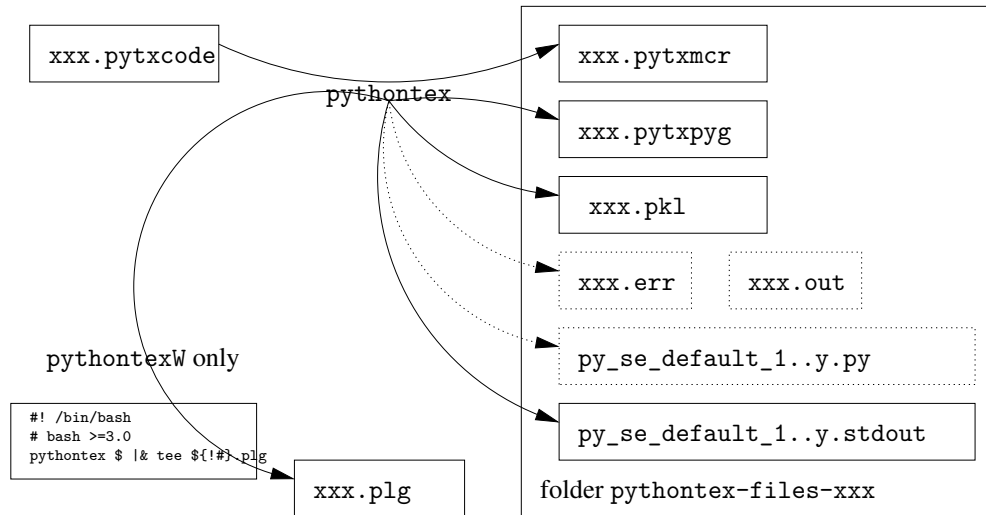 xxx.pytxcode
pythontex
xxx.pytxmcr
xxx.pytxpyg
xxx.pkl
xxx.err
xxx.out
py_se_default_1..y.py
py_se_default_1..y.stdout
folder pythontex-files-xxx
pythontexW only
#! /bin/bash
# bash >=3.0
pythontex $ |& tee ${!#}.plg
xxx.plg